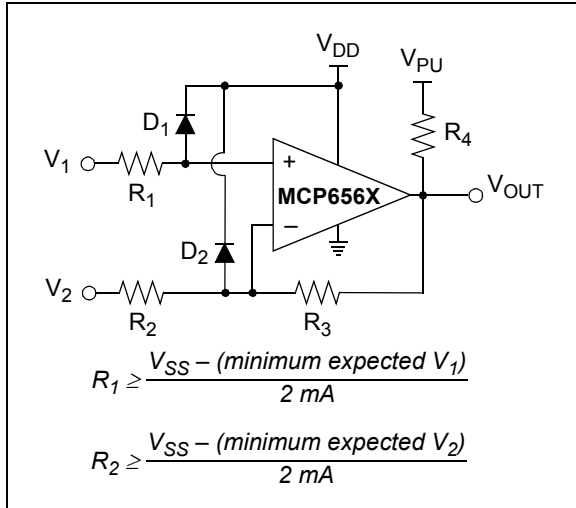 V_DD
V_PU
D_1
R_4
V_1
R_1
+
MCP656X
V_OUT
–
D_2
V_2
R_2
R_3
R_1 ≥ V_SS – (minimum expected V_1) / 2 mA
R_2 ≥ V_SS – (minimum expected V_2) / 2 mA